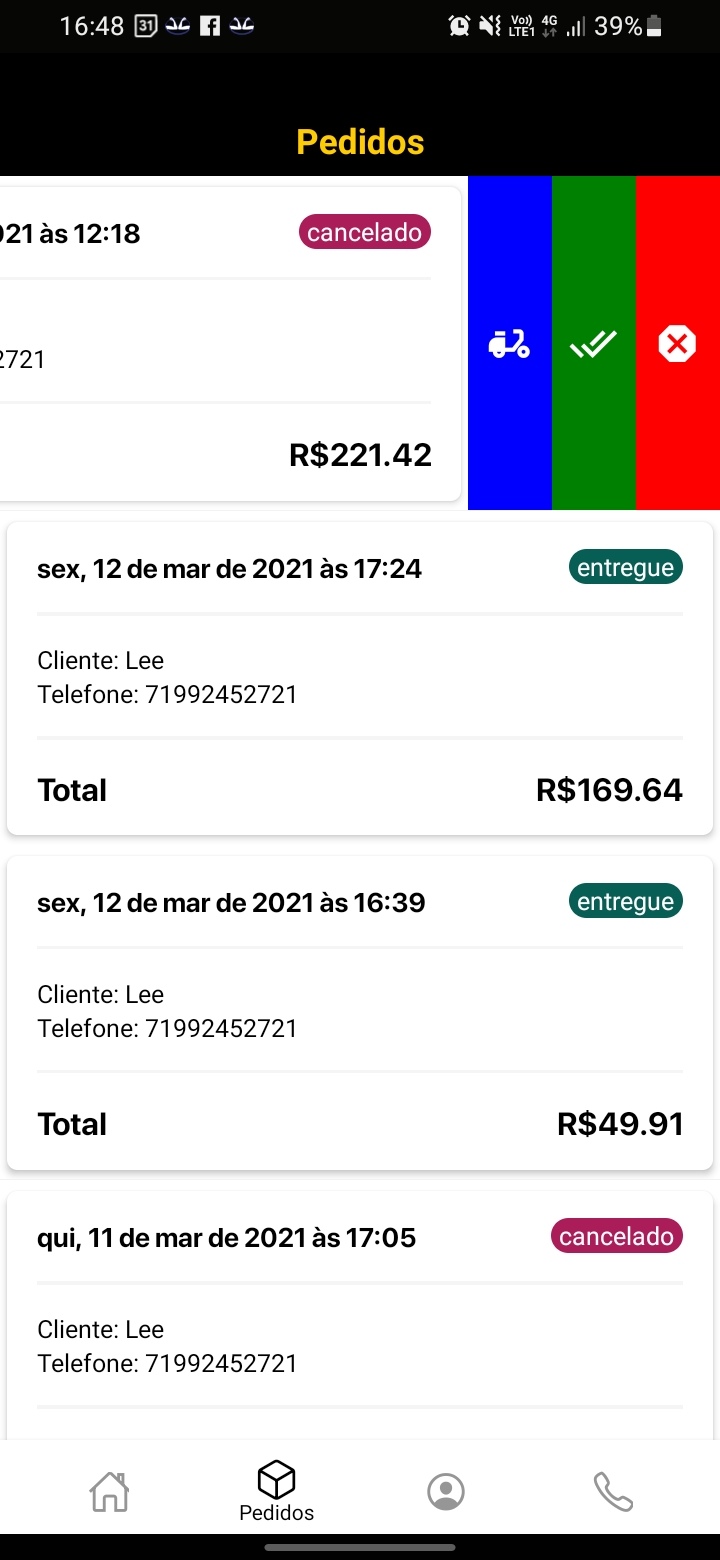 16:48 31 Vo)) LTE1 4G 39%
Pedidos
21 às 12:18 cancelado
2721
R$221.42
sex, 12 de mar de 2021 às 17:24 entregue
Cliente: Lee
Telefone: 71992452721
Total R$169.64
sex, 12 de mar de 2021 às 16:39 entregue
Cliente: Lee
Telefone: 71992452721
Total R$49.91
qui, 11 de mar de 2021 às 17:05 cancelado
Cliente: Lee
Telefone: 71992452721
Pedidos